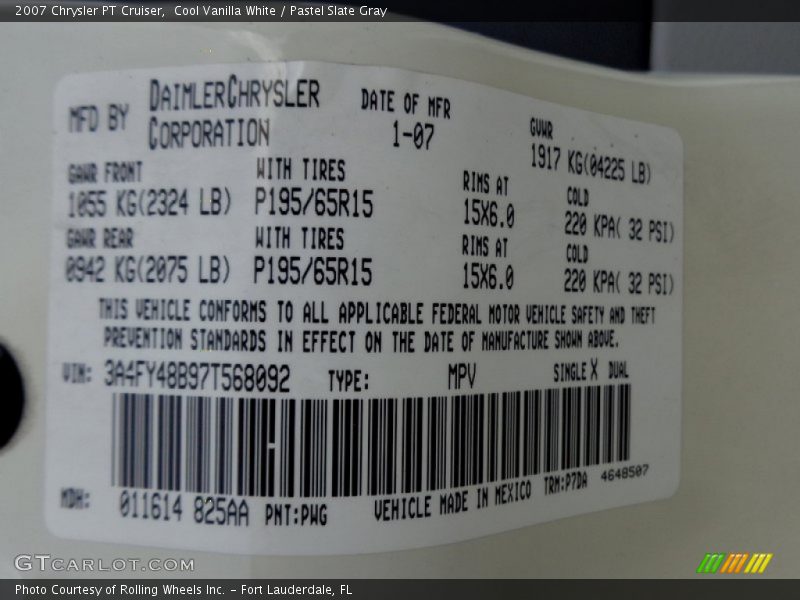 2007 Chrysler PT Cruiser,  Cool Vanilla White / Pastel Slate Gray
MFD BY DAIMLERCHRYSLER CORPORATION
DATE OF MFR 1-07
GVWR 1917 KG(04225 LB)
GAWR FRONT WITH TIRES RIMS AT COLD
1055 KG(2324 LB) P195/65R15 15X6.0 220 KPA( 32 PSI)
GAWR REAR WITH TIRES RIMS AT COLD
0942 KG(2075 LB) P195/65R15 15X6.0 220 KPA( 32 PSI)
THIS VEHICLE CONFORMS TO ALL APPLICABLE FEDERAL MOTOR VEHICLE SAFETY AND THEFT
PREVENTION STANDARDS IN EFFECT ON THE DATE OF MANUFACTURE SHOWN ABOVE.
VIN: 3A4FY48B97T568092 TYPE: MPV SINGLE X DUAL
MDH: 011614 825AA PNT:PWG VEHICLE MADE IN MEXICO TRM:P7DA 4648507
GTCARLOT.COM
Photo Courtesy of Rolling Wheels Inc. – Fort Lauderdale, FL